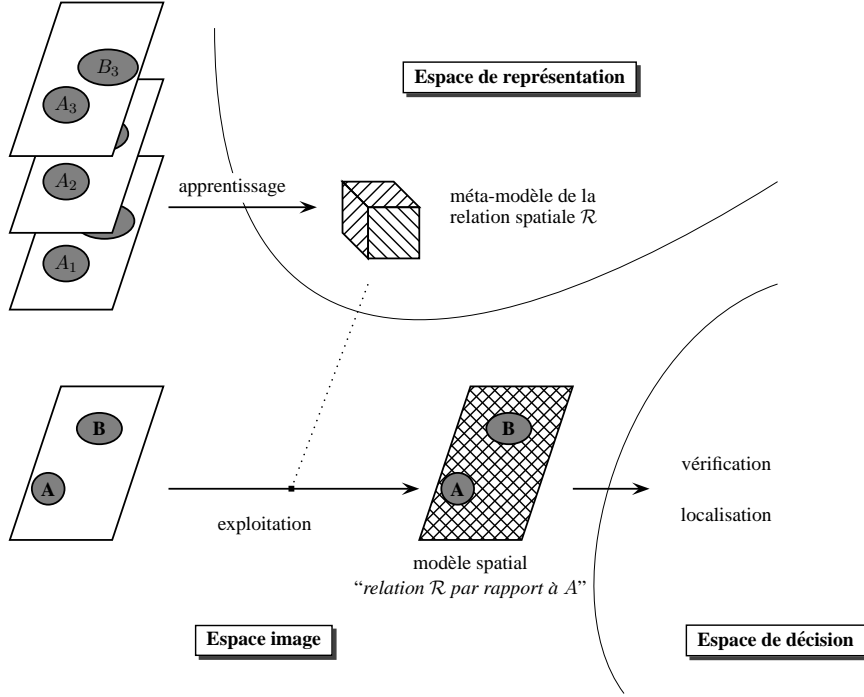 B₃
A₃
A₂
A₁
Espace de représentation
apprentissage
méta-modèle de la
relation spatiale ℛ
B
A
exploitation
B
A
modèle spatial
“relation ℛ par rapport à A”
vérification
localisation
Espace image
Espace de décision